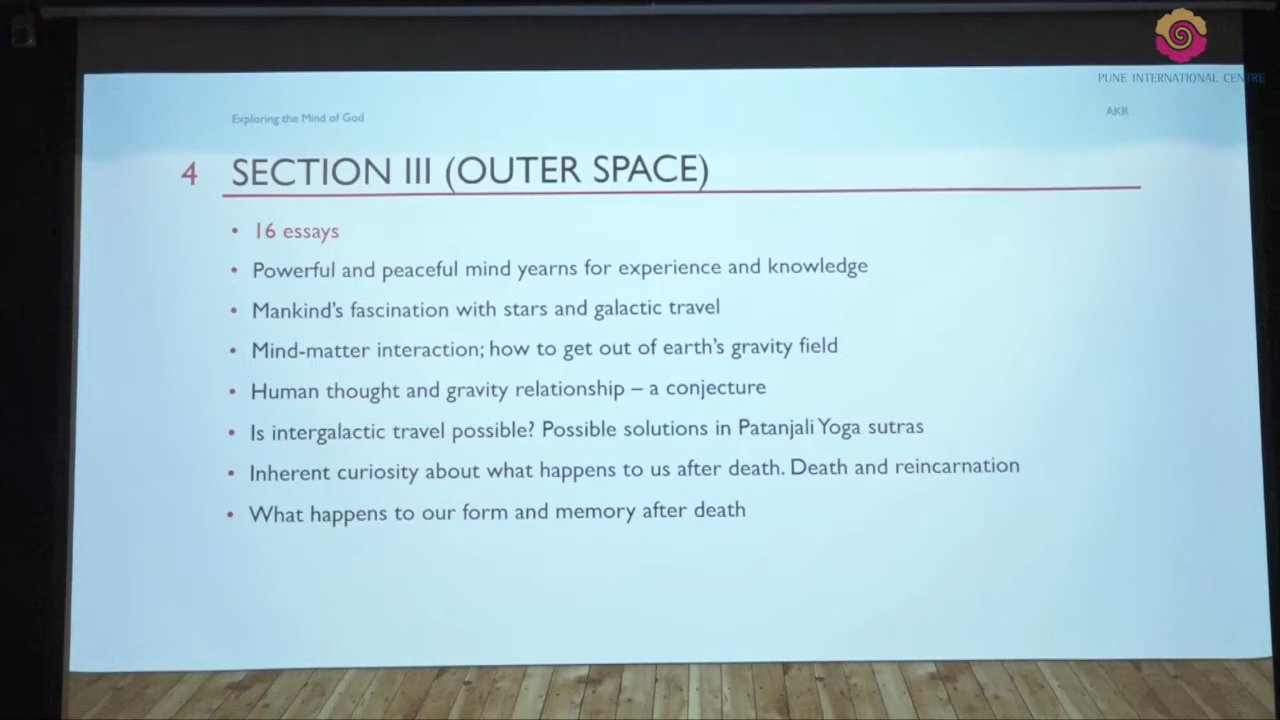 PUNE INTERNATIONAL CENTRE
Exploring the Mind of God
AKR
4 SECTION III (OUTER SPACE)
• 16 essays
• Powerful and peaceful mind yearns for experience and knowledge
• Mankind's fascination with stars and galactic travel
• Mind-matter interaction; how to get out of earth's gravity field
• Human thought and gravity relationship – a conjecture
• Is intergalactic travel possible? Possible solutions in Patanjali Yoga sutras
• Inherent curiosity about what happens to us after death. Death and reincarnation
• What happens to our form and memory after death